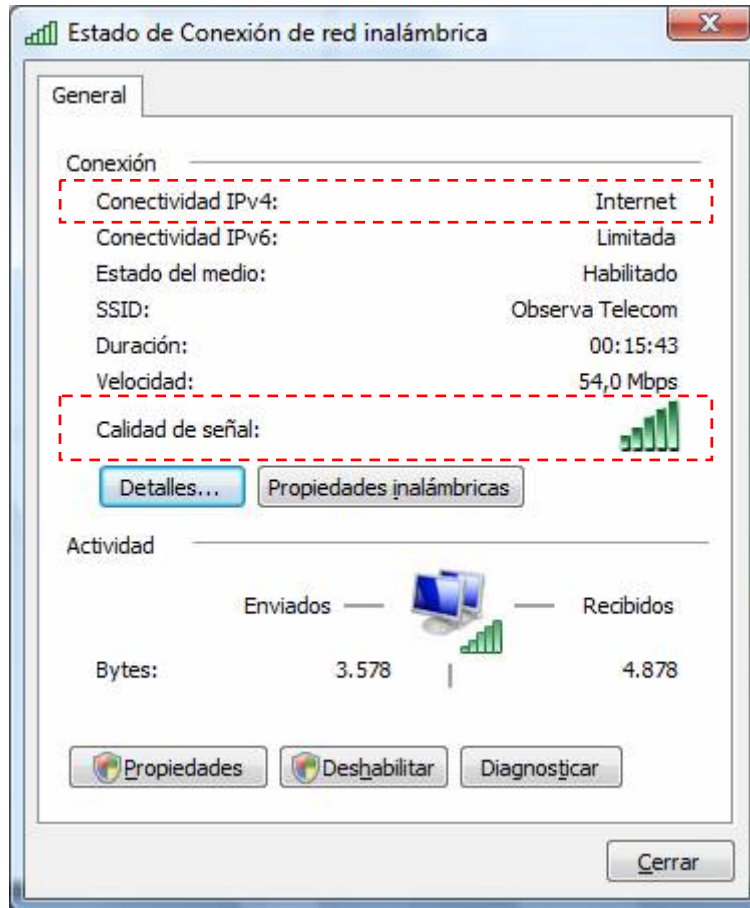 Estado de Conexión de red inalámbrica
General
Conexión
Conectividad IPv4: Internet
Conectividad IPv6: Limitada
Estado del medio: Habilitado
SSID: Observa Telecom
Duración: 00:15:43
Velocidad: 54,0 Mbps
Calidad de señal:
Detalles... Propiedades inalámbricas
Actividad
Enviados Recibidos
Bytes: 3.578 4.878
Propiedades Deshabilitar Diagnosticar
Cerrar